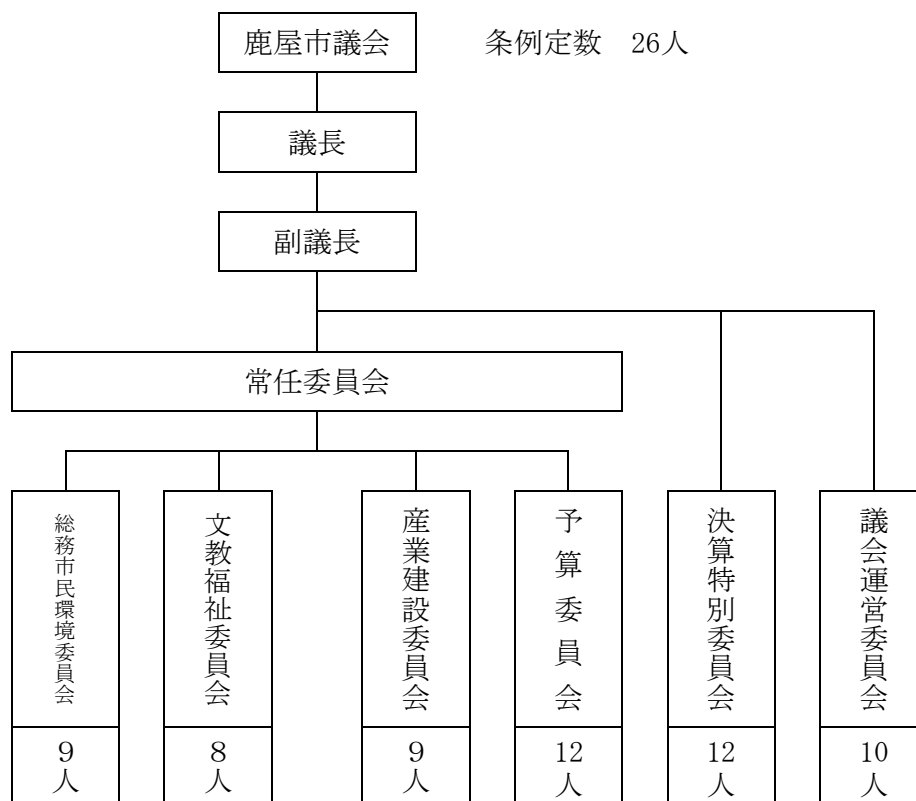 鹿屋市議会
条例定数　26人
議長
副議長
常任委員会
総務市民環境委員会
9人
文教福祉委員会
8人
産業建設委員会
9人
予算委員会
12人
決算特別委員会
12人
議会運営委員会
10人